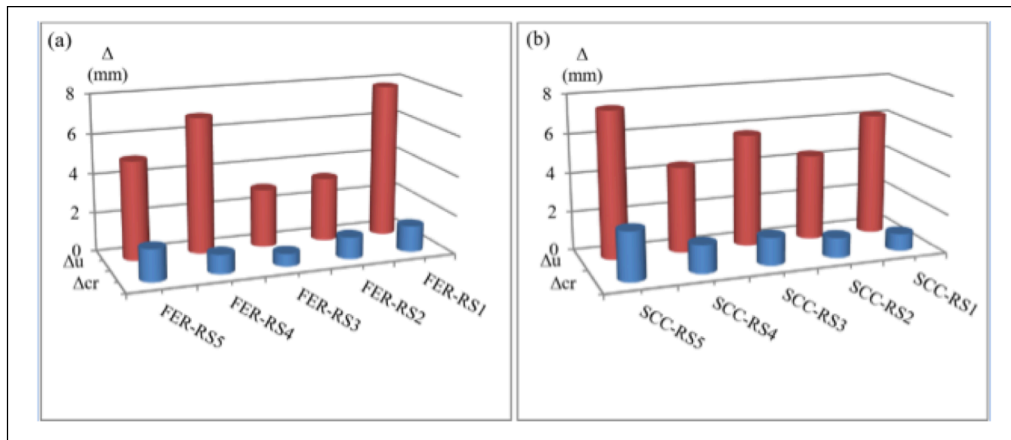 (a)
Δ
(mm)
8
6
4
2
0
Δu
Δcr
FER-RS5
FER-RS4
FER-RS3
FER-RS2
FER-RS1
(b)
Δ
(mm)
8
6
4
2
0
Δu
Δcr
SCC-RS5
SCC-RS4
SCC-RS3
SCC-RS2
SCC-RS1